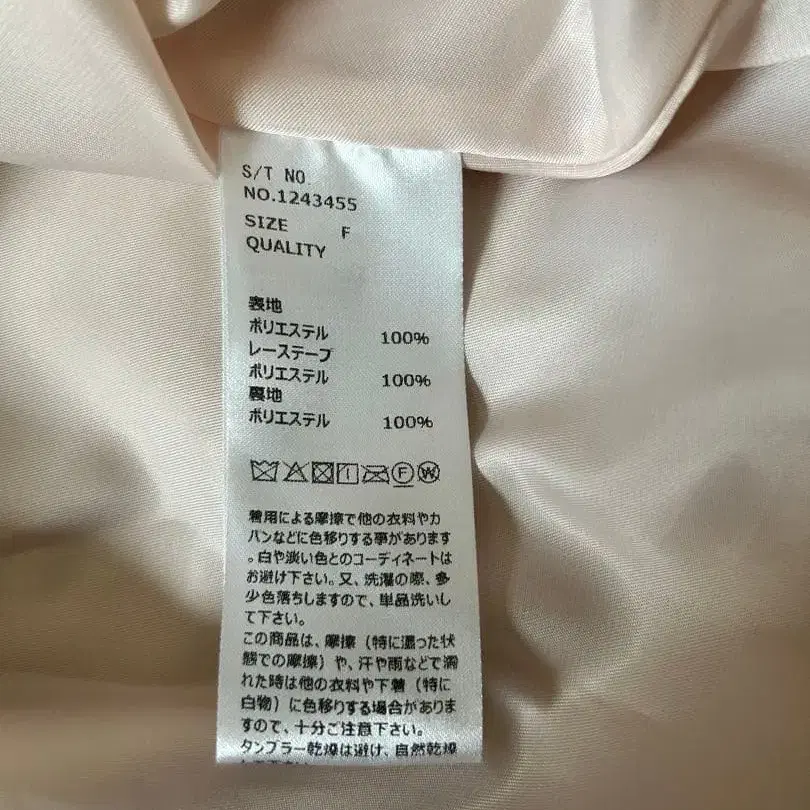 S/T NO.
NO.1243455
SIZE F
QUALITY
表地
ポリエステル 100%
レーステープ
ポリエステル 100%
裏地
ポリエステル 100%
F W
着用による摩擦で他の衣料やカ
バンなどに色移りする事があります
。白や淡い色とのコーディネートは
お避け下さい。又、洗濯の際、多
少色落ちしますので、単品洗いし
て下さい。
この商品は、摩擦（特に湿った状
態での摩擦）や、汗や雨などで濡
れた時は他の衣料や下着（特に
白物）に色移りする場合がありま
すので、十分ご注意下さい。
タンブラー乾燥は避け、自然乾燥